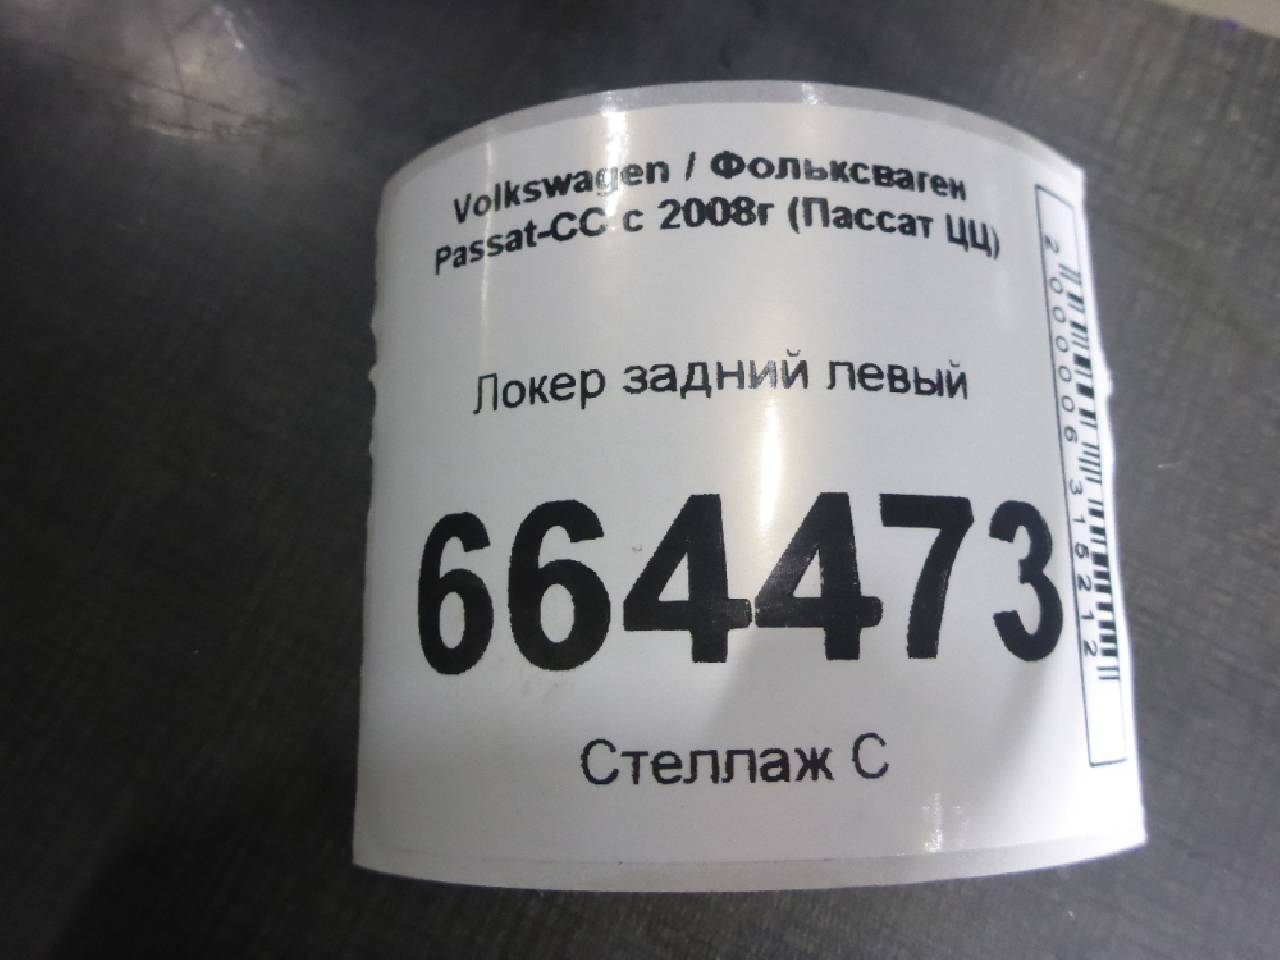 Volkswagen / Фольксваген
Passat-CC с 2008г (Пассат ЦЦ)
Локер задний левый
664473
Стеллаж С
2000006315212